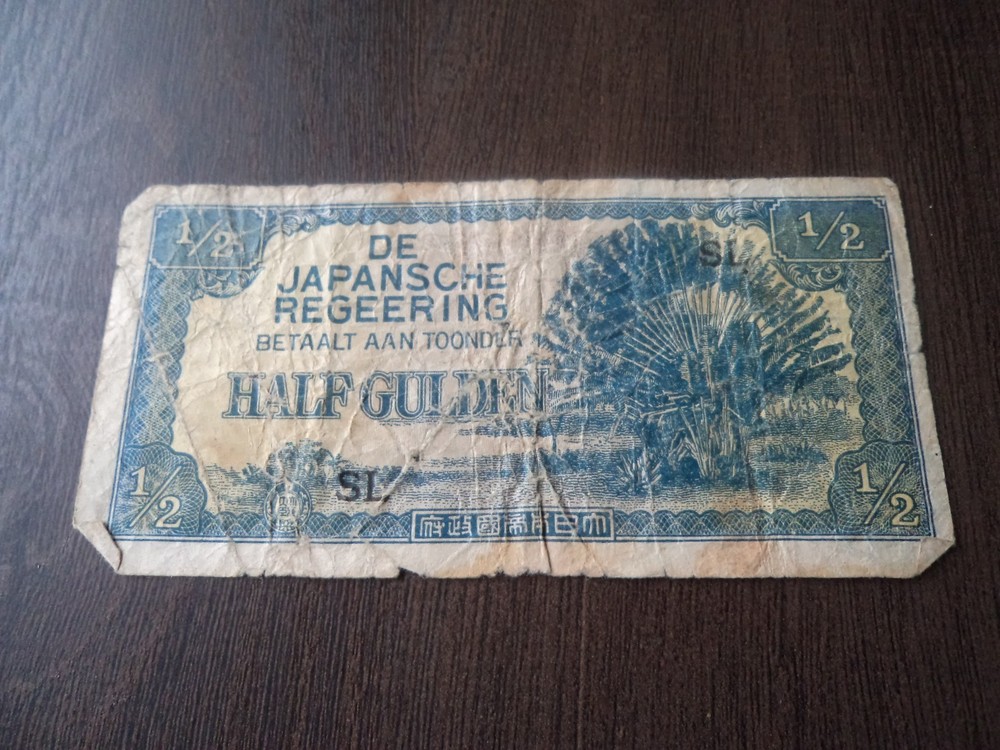 1/2
1/2
DE
JAPANSCHE
REGEERING
BETAALT AAN TOONDER
SL
HALF GULDEN
SL
1/2
1/2
府政國帝本日大